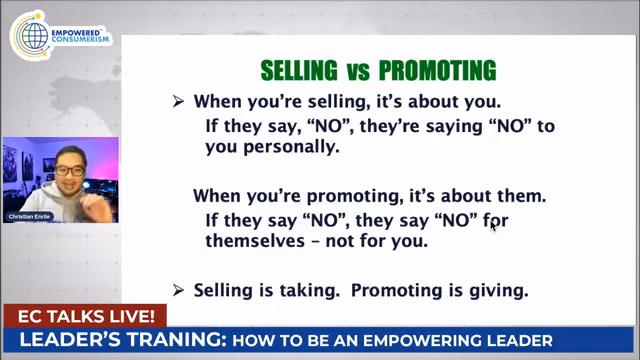 EMPOWERED
CONSUMERISM
SELLING vs PROMOTING
➢ When you're selling, it's about you.
If they say, “NO”, they're saying “NO” to
you personally.
When you're promoting, it's about them.
If they say “NO”, they say “NO” for
themselves – not for you.
➢ Selling is taking. Promoting is giving.
Christian Enrile
EC TALKS LIVE!
LEADER'S TRANING: HOW TO BE AN EMPOWERING LEADER